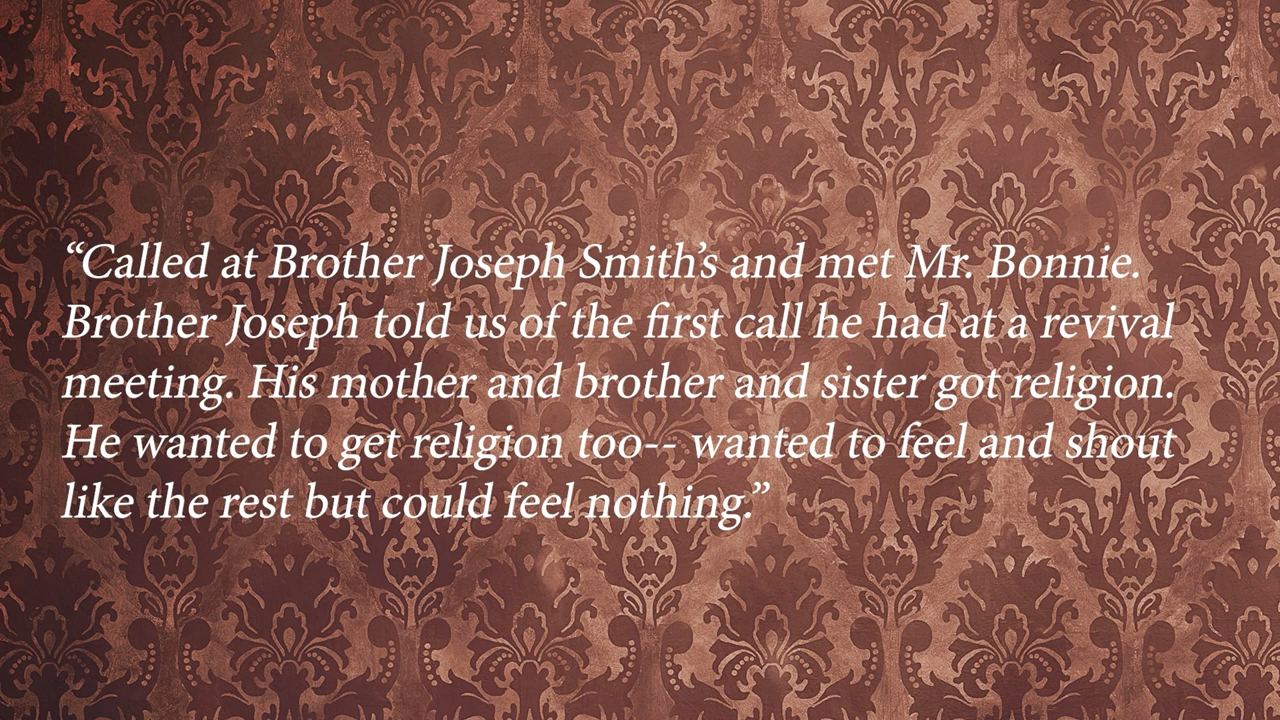 “Called at Brother Joseph Smith’s and met Mr. Bonnie.
Brother Joseph told us of the first call he had at a revival
meeting. His mother and brother and sister got religion.
He wanted to get religion too-- wanted to feel and shout
like the rest but could feel nothing.”